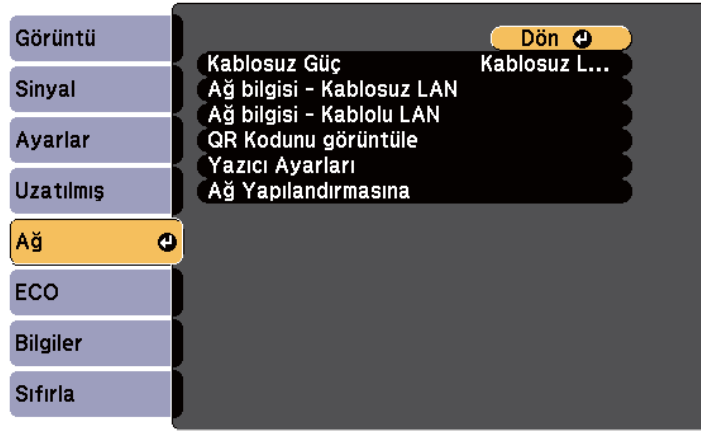 Görüntü
Sinyal
Ayarlar
Uzatılmış
Ağ
ECO
Bilgiler
Sıfırla
Dön
Kablosuz Güç Kablosuz L...
Ağ bilgisi - Kablosuz LAN
Ağ bilgisi - Kablolu LAN
QR Kodunu görüntüle
Yazıcı Ayarları
Ağ Yapılandırmasına